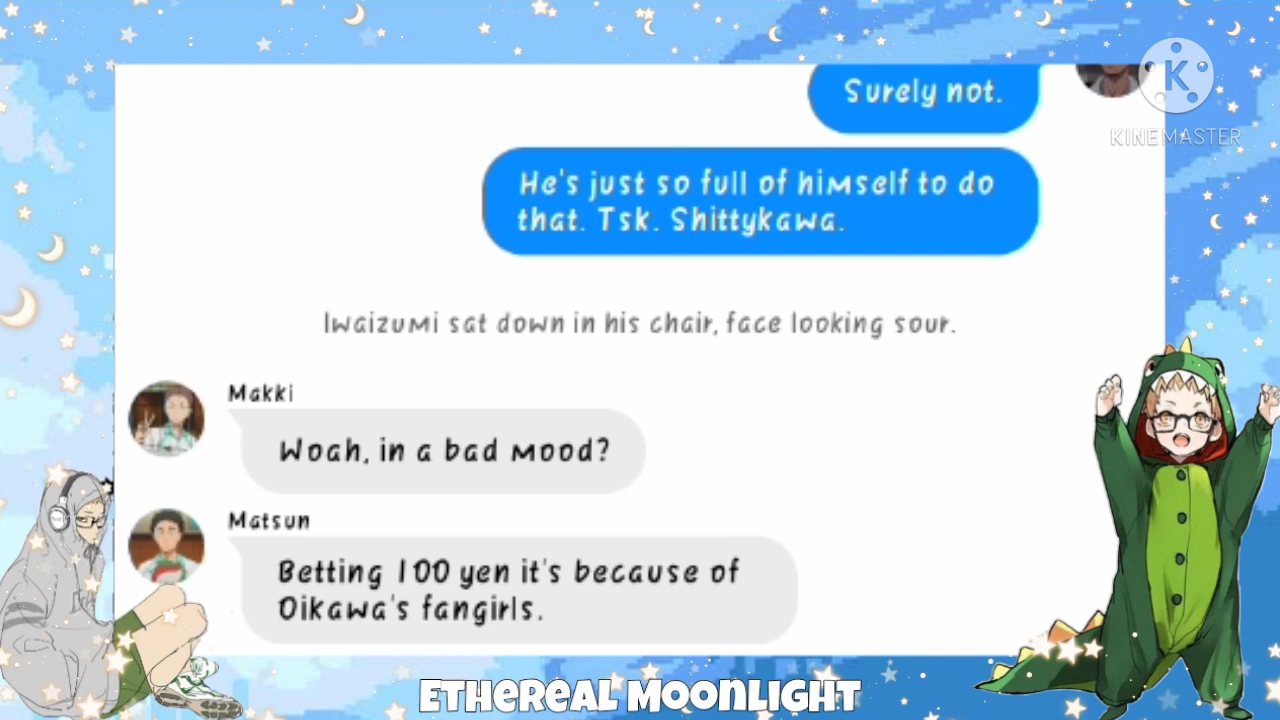 Surely not.
K
KINEMASTER
He's just so full of himself to do
that. Tsk. Shittykawa.
Iwaizumi sat down in his chair, face looking sour.
Makki
Woah, in a bad mood?
Matsun
Betting 100 yen it's because of
Oikawa's fangirls.
Ethereal Moonlight